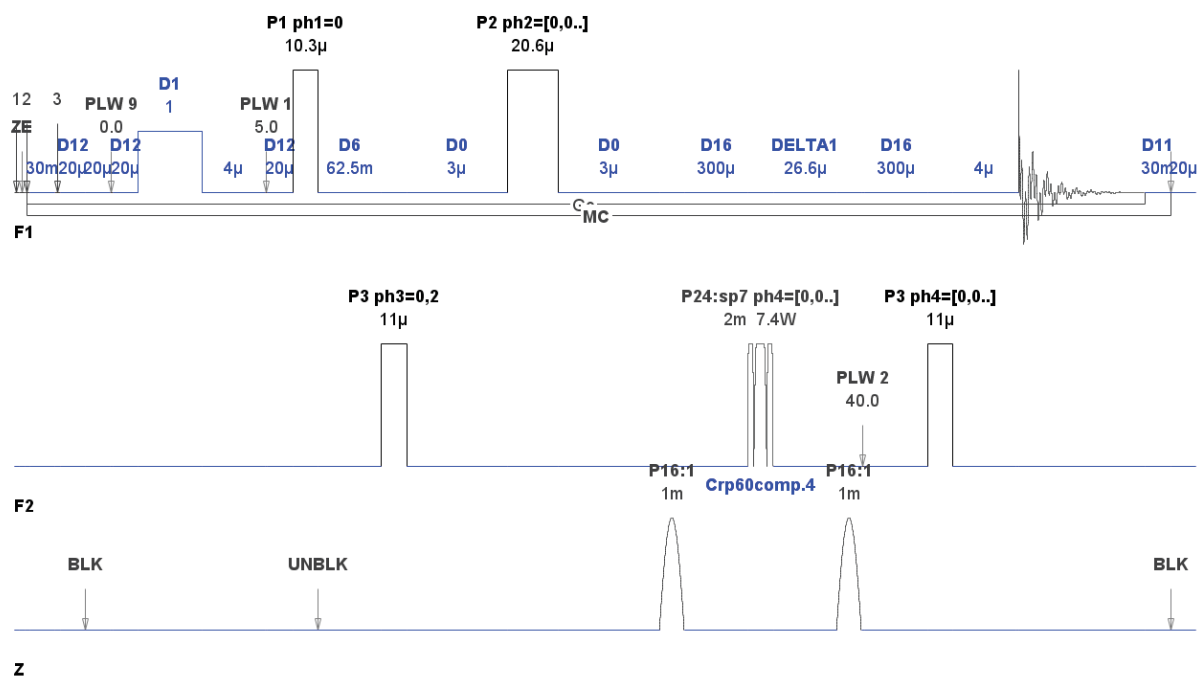 P1 ph1=0 P2 ph2=[0,0..]
10.3µ 20.6µ
D1
12 3 PLW 9 1 PLW 1
ZE 0.0 5.0
D12 D12 D12 D6 D0 D0 D16 DELTA1 D16 D11
30m 20µ 20µ 20µ 4µ 20µ 62.5m 3µ 3µ 300µ 26.6µ 300µ 4µ 30m 20µ
MC
F1
P3 ph3=0,2 P24:sp7 ph4=[0,0..] P3 ph4=[0,0..]
11µ 2m 7.4W 11µ
PLW 2
40.0
P16:1 P16:1
1m Crp60comp.4 1m
F2
BLK UNBLK BLK
Z